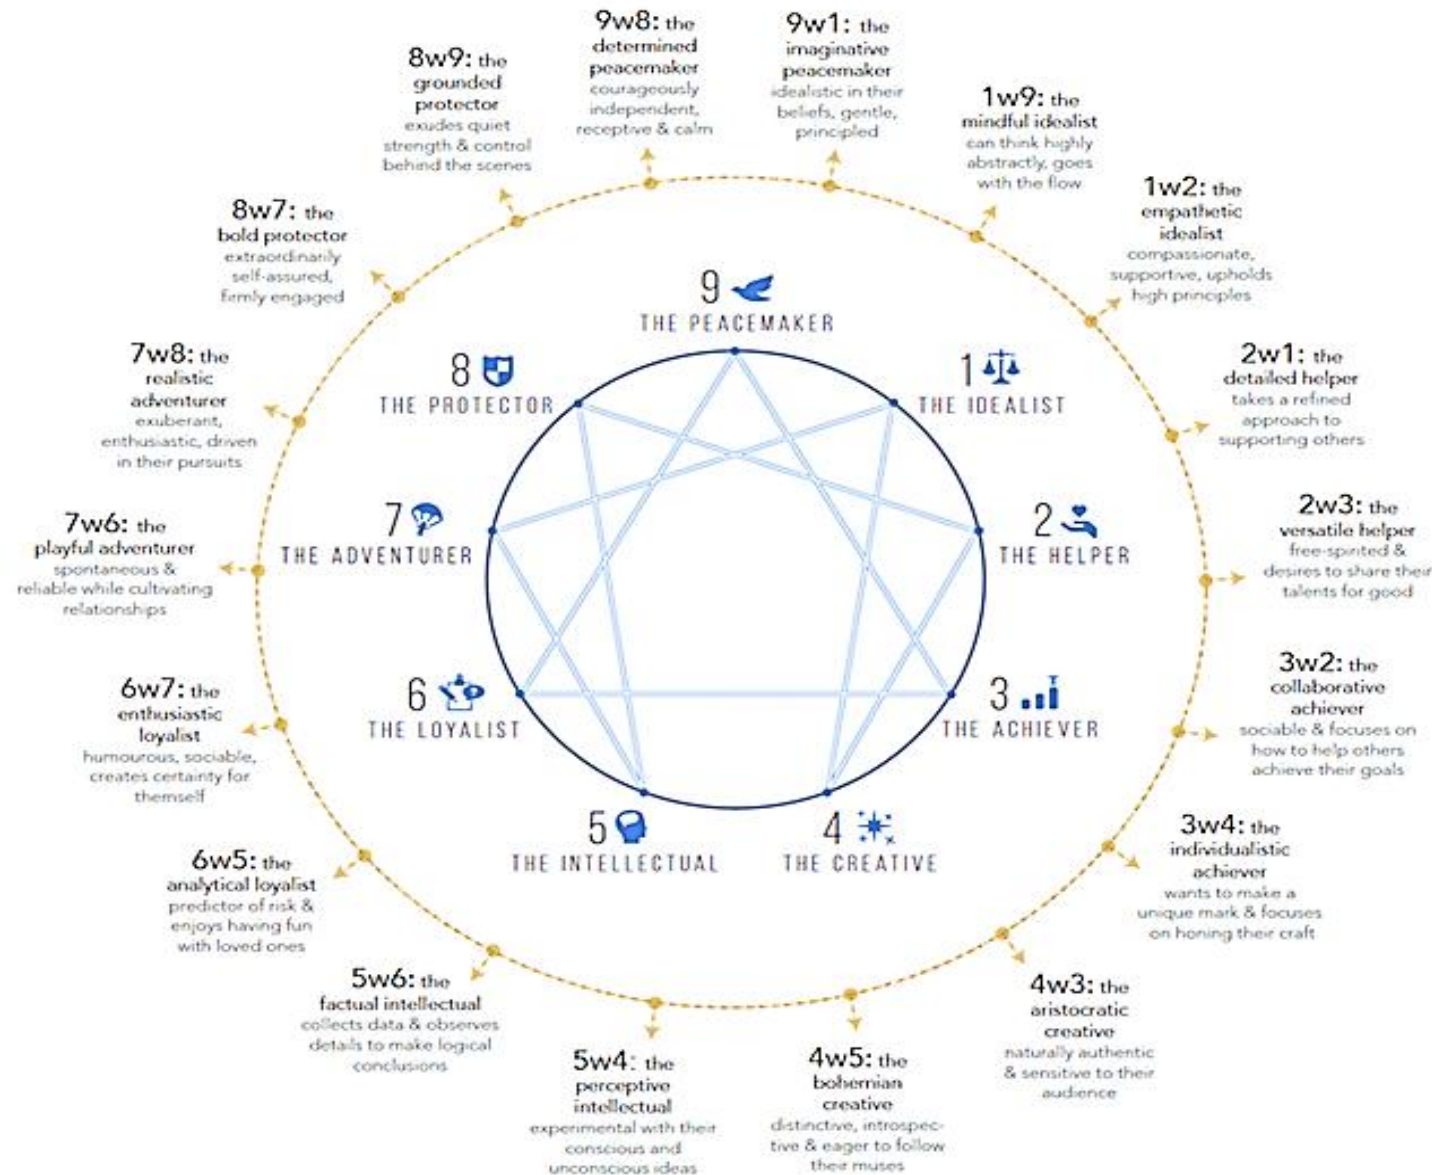 9w8: the
determined
peacemaker
courageously
independent,
receptive & calm
9w1: the
imaginative
peacemaker
idealistic in their
beliefs, gentle,
principled
8w9: the
grounded
protector
exudes quiet
strength & control
behind the scenes
1w9: the
mindful idealist
can think highly
abstractly, goes
with the flow
8w7: the
bold protector
extraordinarily
self-assured,
firmly engaged
1w2: the
empathetic
idealist
compassionate,
supportive, upholds
high principles
7w8: the
realistic
adventurer
exuberant,
enthusiastic, driven
in their pursuits
2w1: the
detailed helper
takes a refined
approach to
supporting others
7w6: the
playful adventurer
spontaneous &
reliable while cultivating
relationships
2w3: the
versatile helper
free-spirited &
desires to share their
talents for good
6w7: the
enthusiastic
loyalist
humourous, sociable,
creates certainty for
themself
3w2: the
collaborative
achiever
sociable & focuses on
how to help others
achieve their goals
6w5: the
analytical loyalist
predictor of risk &
enjoys having fun
with loved ones
3w4: the
individualistic
achiever
wants to make a
unique mark & focuses
on honing their craft
5w6: the
factual intellectual
collects data & observes
details to make logical
conclusions
4w3: the
aristocratic
creative
naturally authentic
& sensitive to their
audience
5w4: the
perceptive
intellectual
experimental with their
conscious and
unconscious ideas
4w5: the
bohemian
creative
distinctive, introspec-
tive & eager to follow
their muses
9
THE PEACEMAKER
8
THE PROTECTOR
1
THE IDEALIST
7
THE ADVENTURER
2
THE HELPER
6
THE LOYALIST
3
THE ACHIEVER
5
THE INTELLECTUAL
4
THE CREATIVE